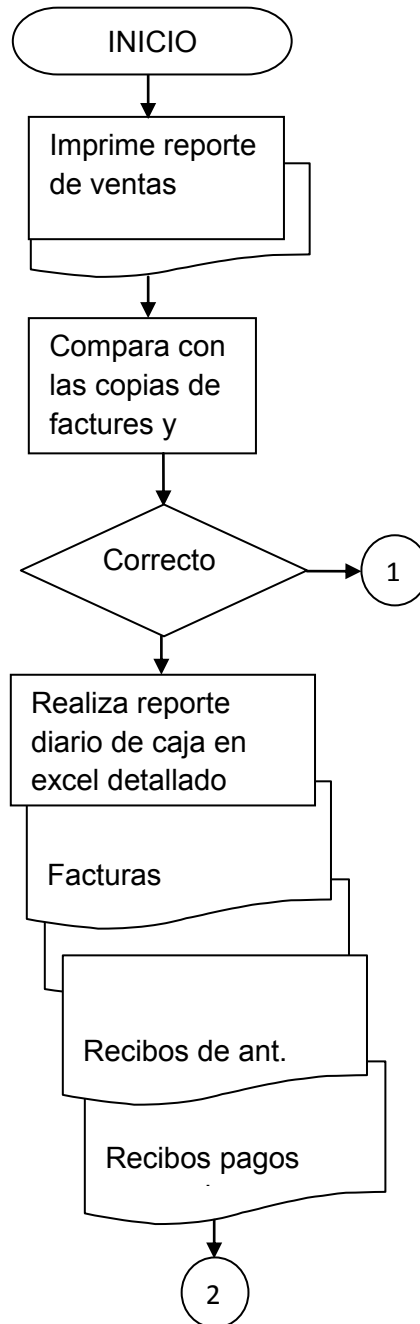 INICIO
Imprime reporte
de ventas
Compara con
las copias de
factures y
Correcto
1
Realiza reporte
diario de caja en
excel detallado
Facturas
Recibos de ant.
Recibos pagos
2